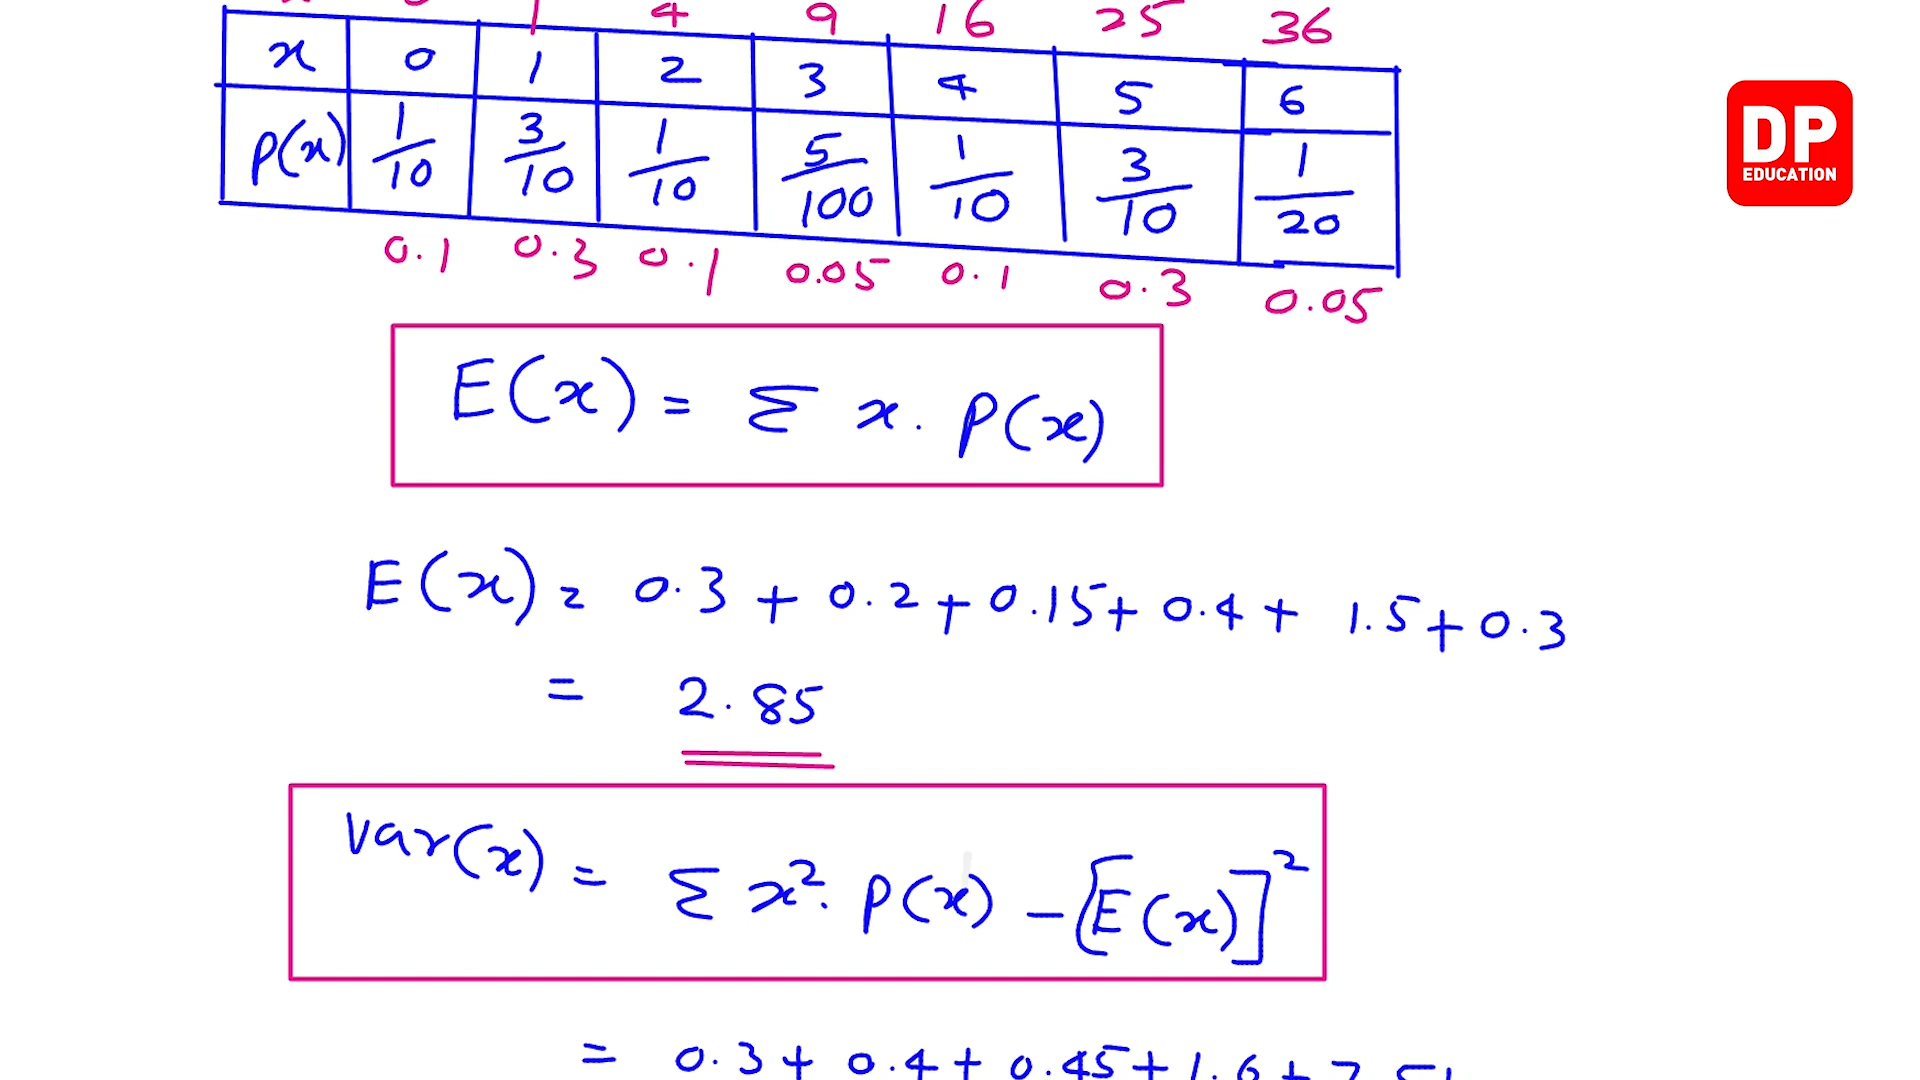 1 4 9 16 25 36
x 0 1 2 3 4 5 6
P(x) 1/10 3/10 1/10 5/100 1/10 3/10 1/20
0.1 0.3 0.1 0.05 0.1 0.3 0.05
DP
EDUCATION
E(x) = Σ x. P(x)
E(x) = 0.3 + 0.2 + 0.15 + 0.4 + 1.5 + 0.3
= 2.85
Var(x) = Σ x². P(x) - [E(x)]²
= 0.3 + 0.4 + 0.45 + 1.6 + 7.5